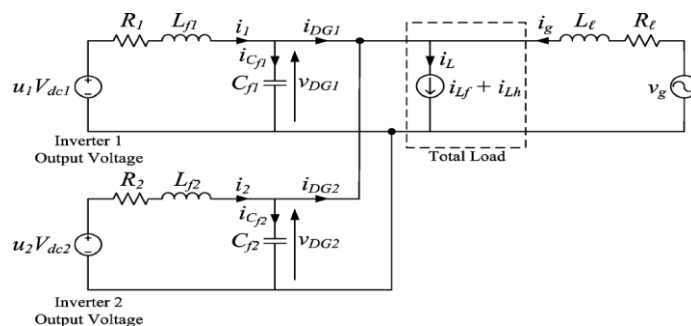 R1 Lf1 i1 iDG1 ig Lℓ Rℓ
iCf1 iL
u1Vdc1 Cf1 vDG1 iLf + iLh vg
Inverter 1
Output Voltage
Total Load
R2 Lf2 i2 iDG2
iCf2
u2Vdc2 Cf2 vDG2
Inverter 2
Output Voltage